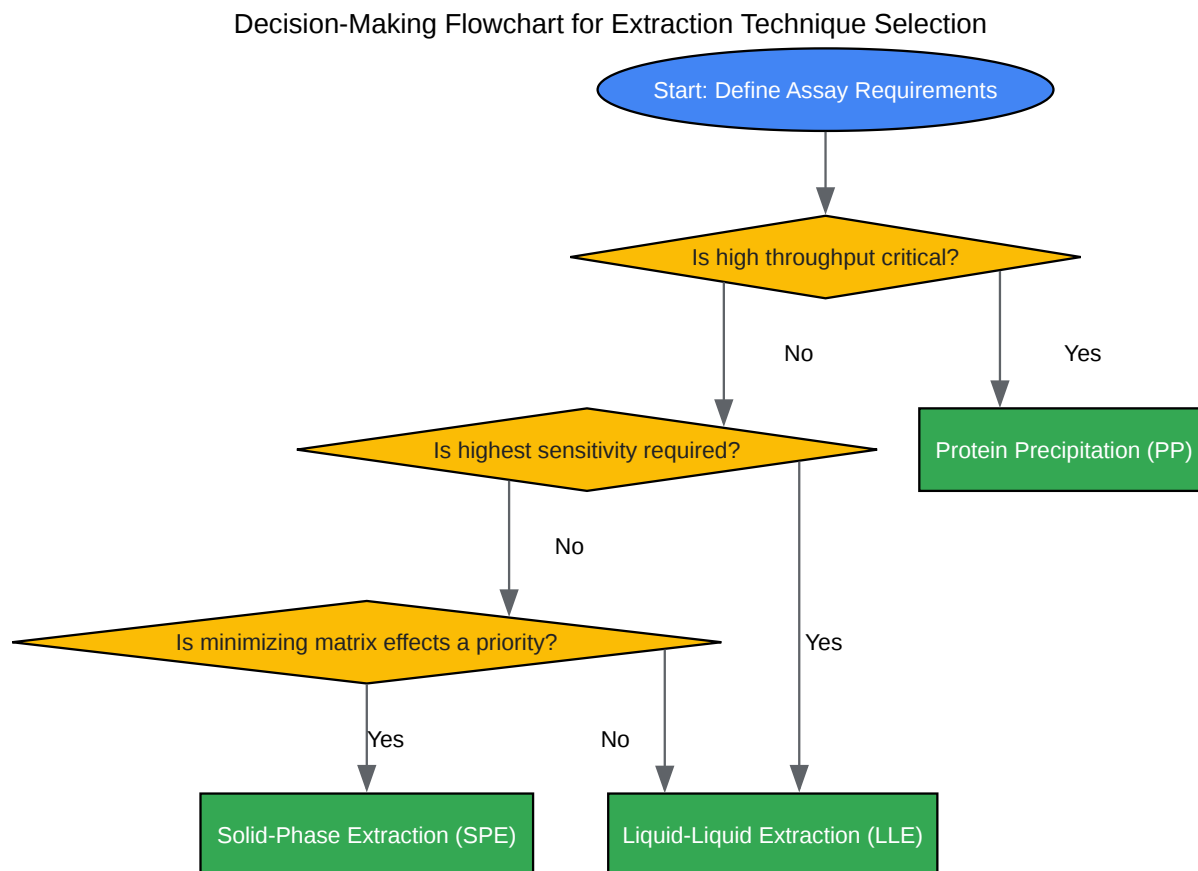 Decision-Making Flowchart for Extraction Technique Selection
Start: Define Assay Requirements
Is high throughput critical?
No
Yes
Is highest sensitivity required?
Protein Precipitation (PP)
No
Is minimizing matrix effects a priority?
Yes
Yes
No
Solid-Phase Extraction (SPE)
Liquid-Liquid Extraction (LLE)